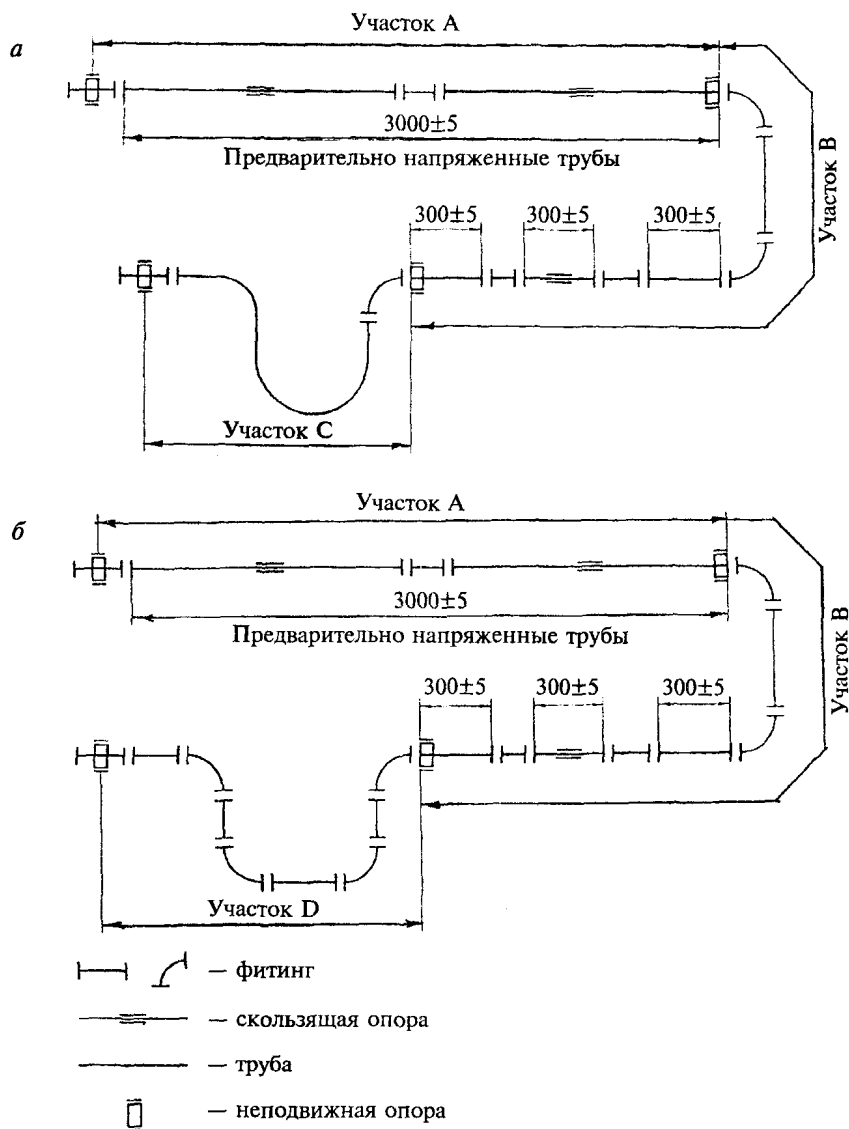 а
Участок A
3000±5
Предварительно напряженные трубы
Участок B
300±5 300±5 300±5
Участок C
б
Участок A
3000±5
Предварительно напряженные трубы
Участок B
300±5 300±5 300±5
Участок D
– фитинг
– скользящая опора
– труба
– неподвижная опора